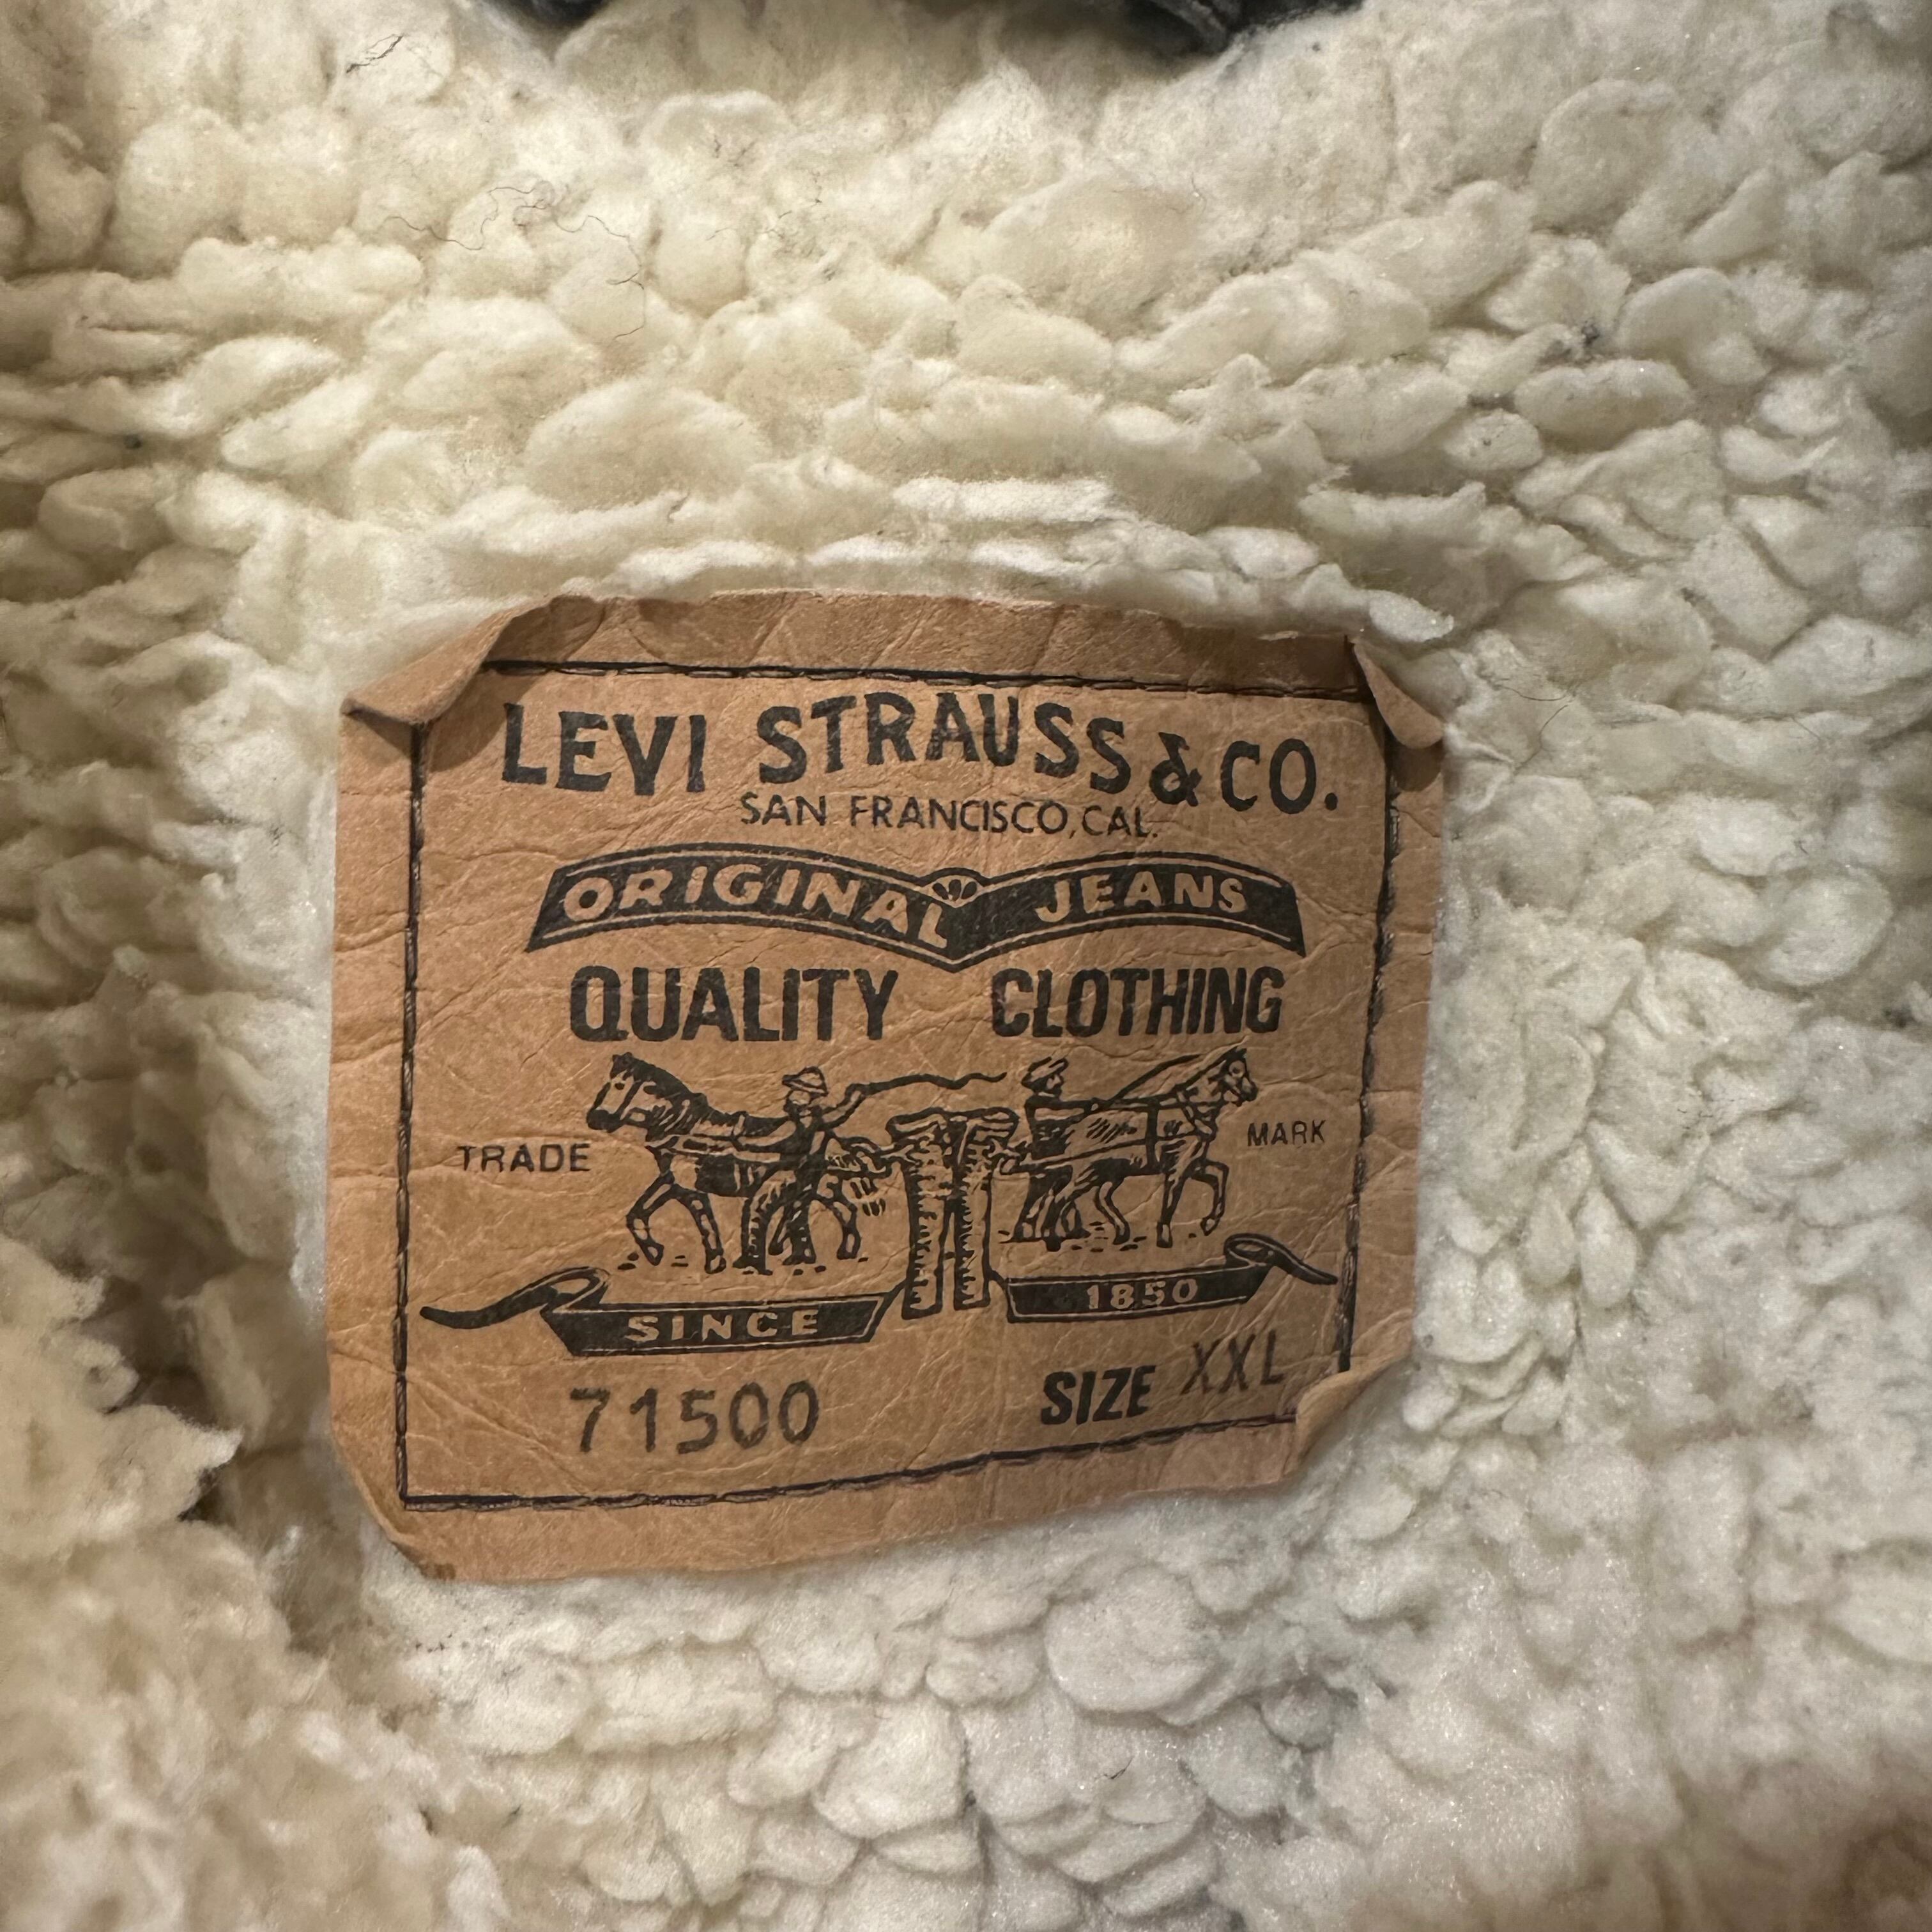 LEVI STRAUSS & CO.
SAN FRANCISCO, CAL.
ORIGINAL JEANS
QUALITY CLOTHING
TRADE MARK
SINCE 1850
71500 SIZE XXL